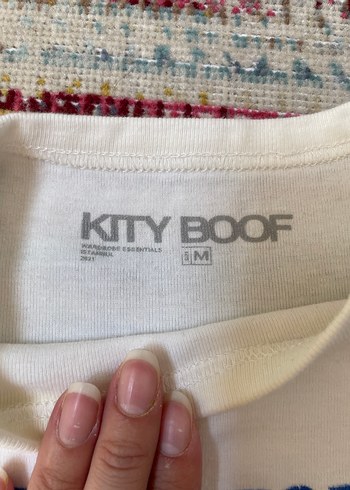 KITY BOOF
WARDROBE ESSENTIALS
ISTANBUL
2021
M